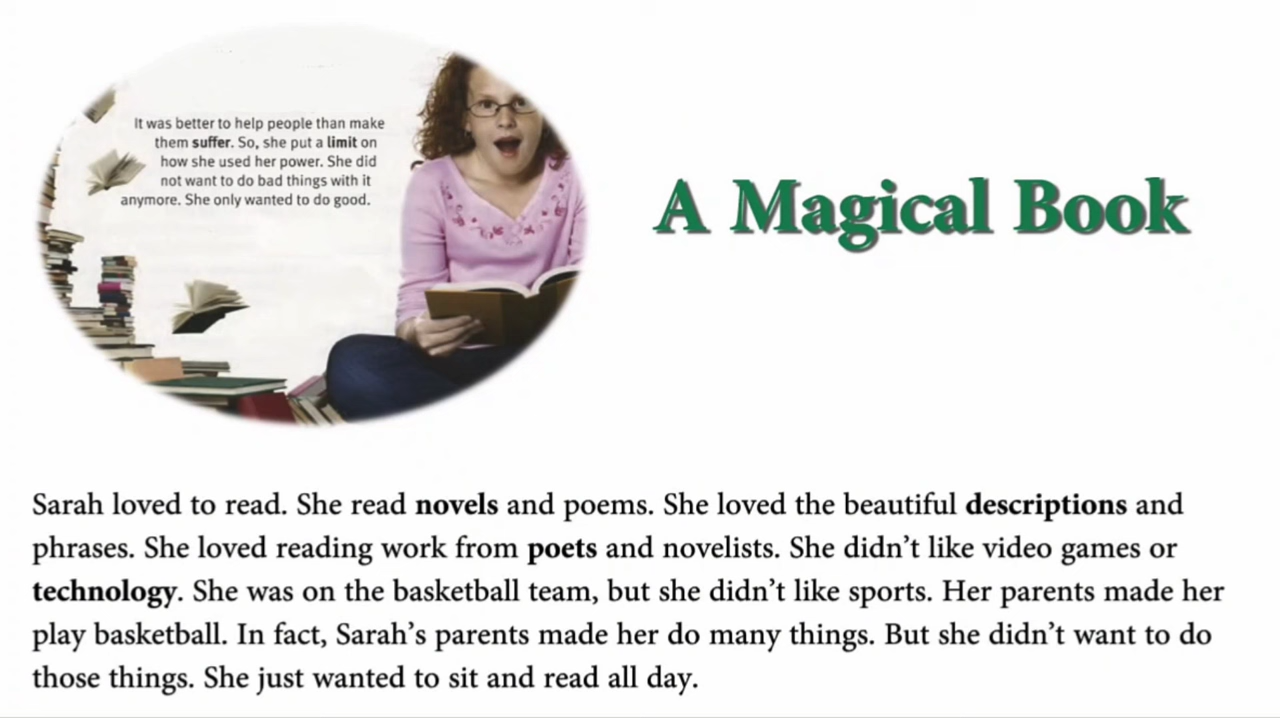 It was better to help people than make
them suffer. So, she put a limit on
how she used her power. She did
not want to do bad things with it
anymore. She only wanted to do good.
A Magical Book
Sarah loved to read. She read novels and poems. She loved the beautiful descriptions and
phrases. She loved reading work from poets and novelists. She didn’t like video games or
technology. She was on the basketball team, but she didn’t like sports. Her parents made her
play basketball. In fact, Sarah’s parents made her do many things. But she didn’t want to do
those things. She just wanted to sit and read all day.